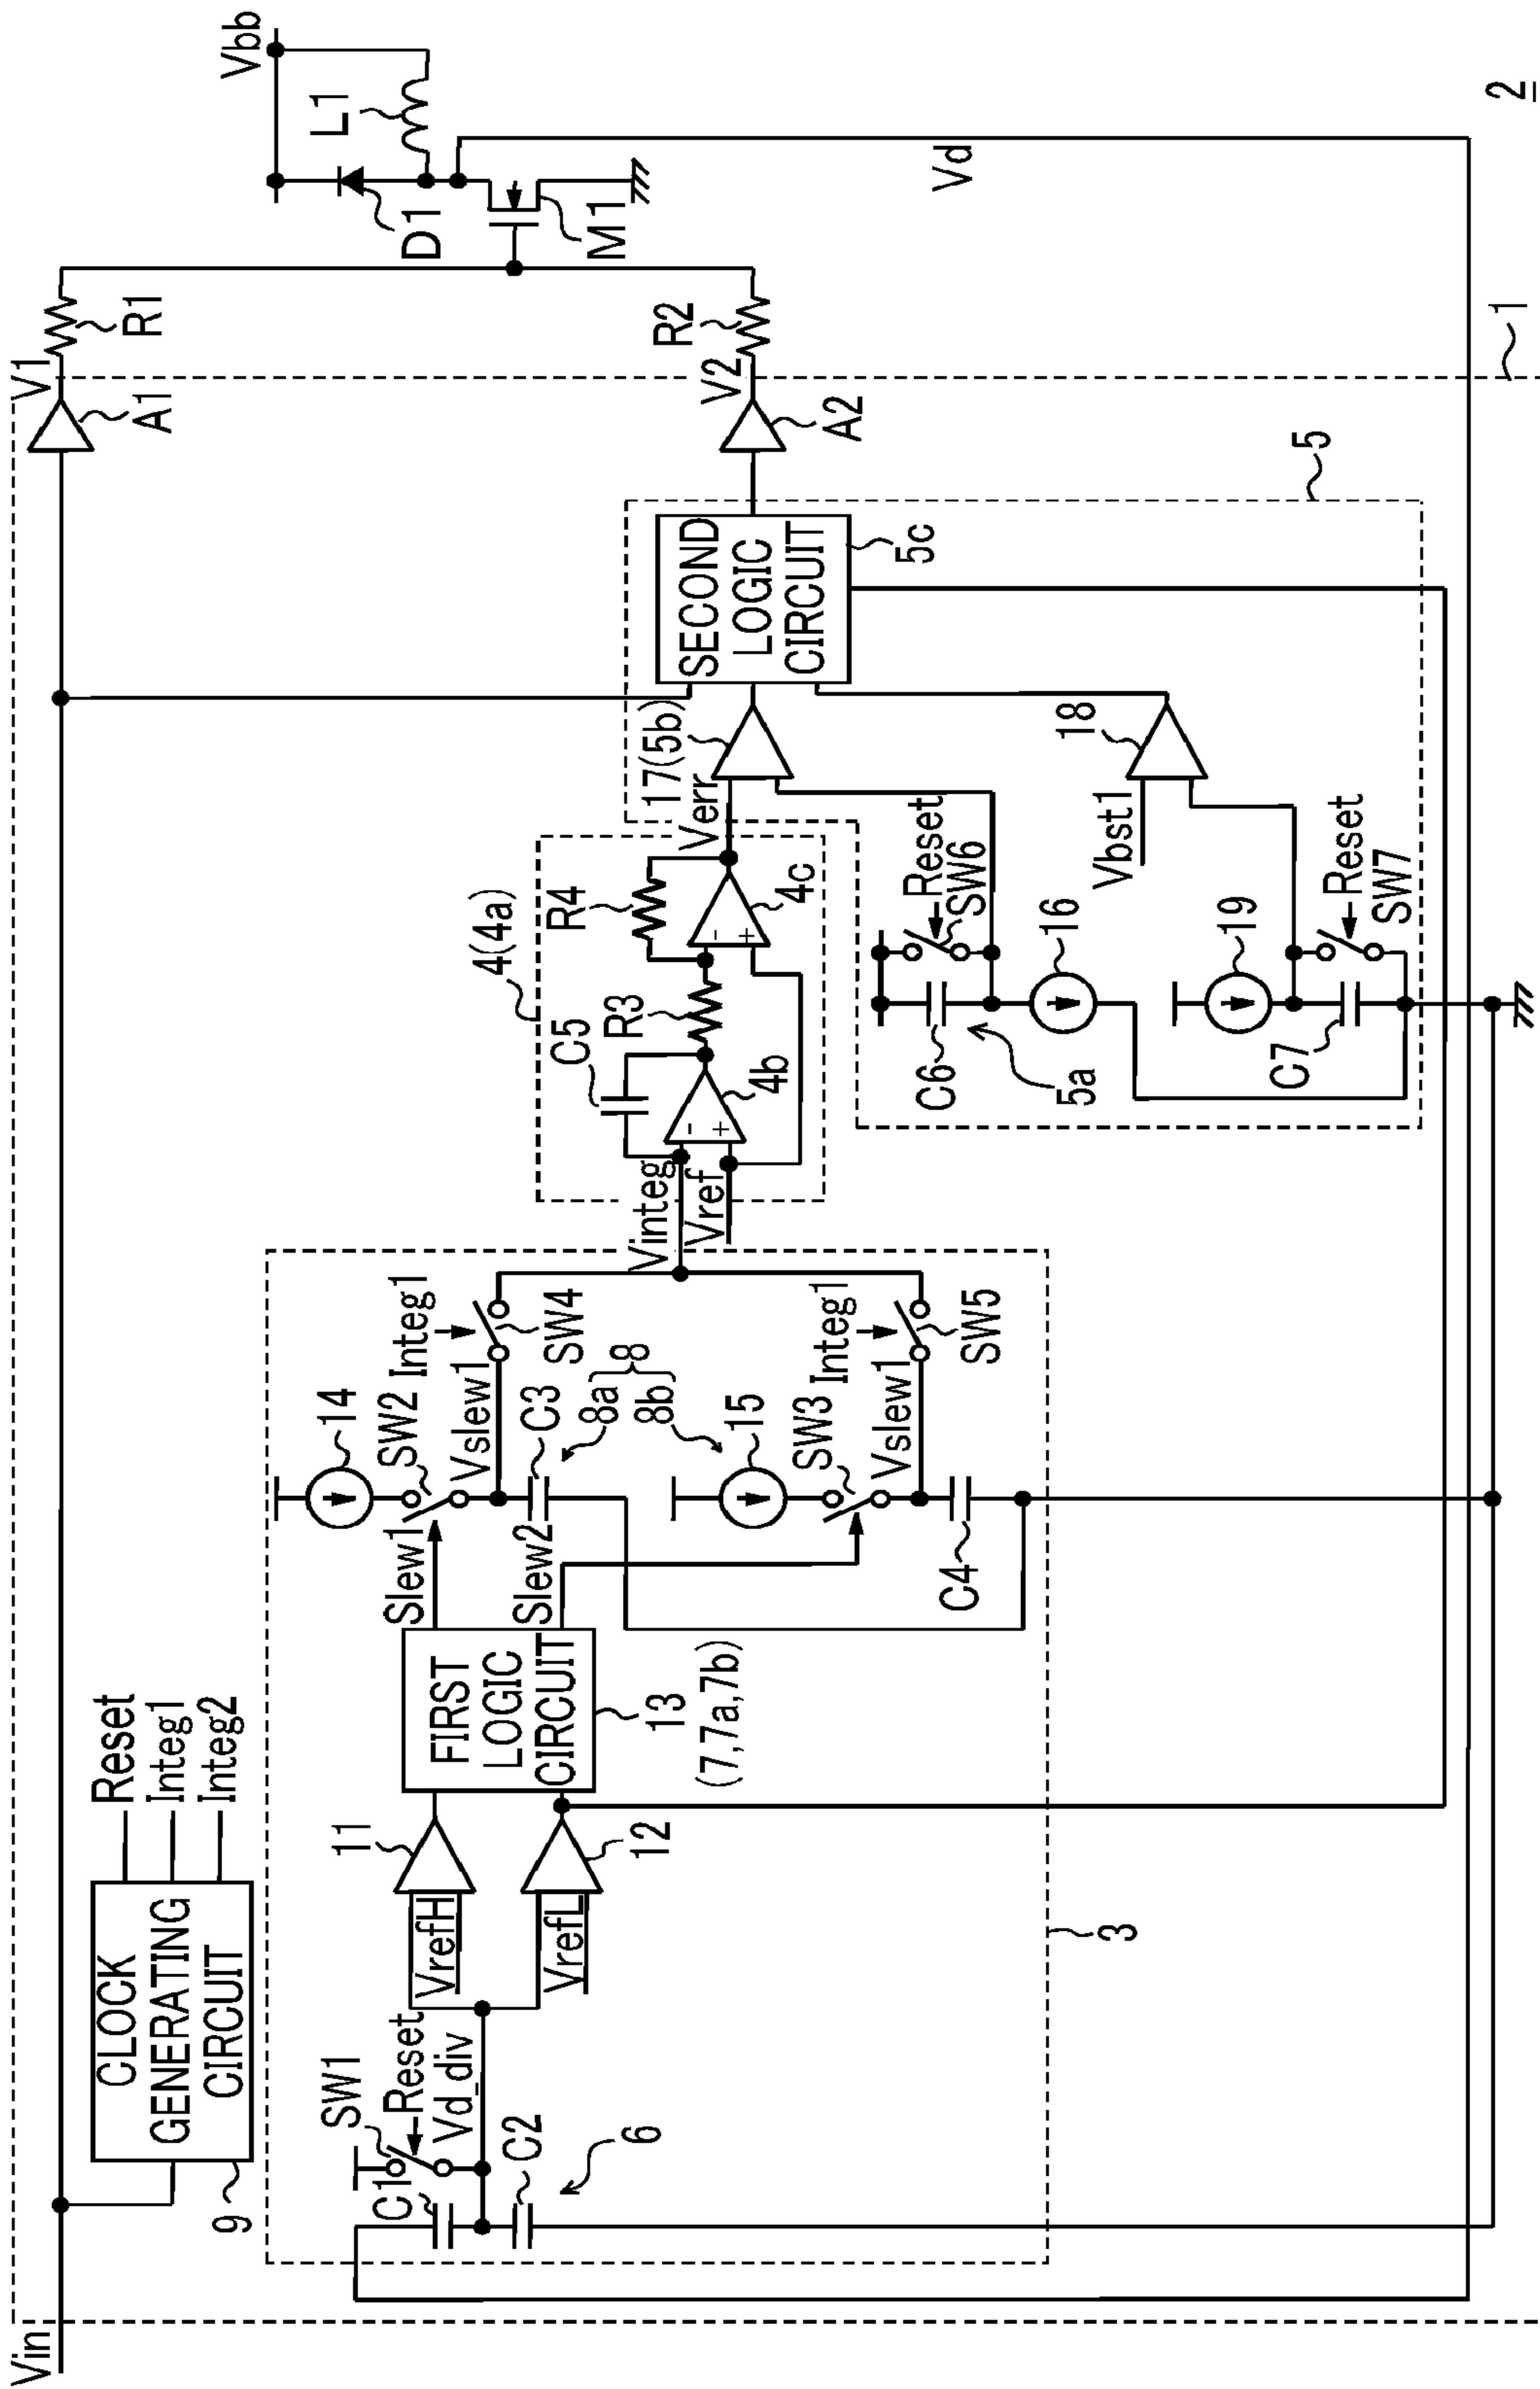 Vin
CLOCK
GENERATING
CIRCUIT
9
Reset
Integ1
Integ2
V1
A1
R1
Vbb
L1
D1
M1
Vd
2
1
SW1
Reset
Vd_div
C1
C2
6
VrefH
VrefL
11
12
FIRST
LOGIC
CIRCUIT
13
(7,7a,7b)
3
Slew1
Slew2
14
SW2
Vslew1
C3
8a
8b
8
Integ1
SW4
15
SW3
Vslew1
C4
Integ1
SW5
Vinteg
Vref
4(4a)
C5
R3
R4
-
+
4b
-
+
4c
Verr
17(5b)
SECOND
LOGIC
CIRCUIT
5c
5
V2
A2
R2
Reset
SW6
C6
5a
16
Vbst1
18
19
C7
Reset
SW7